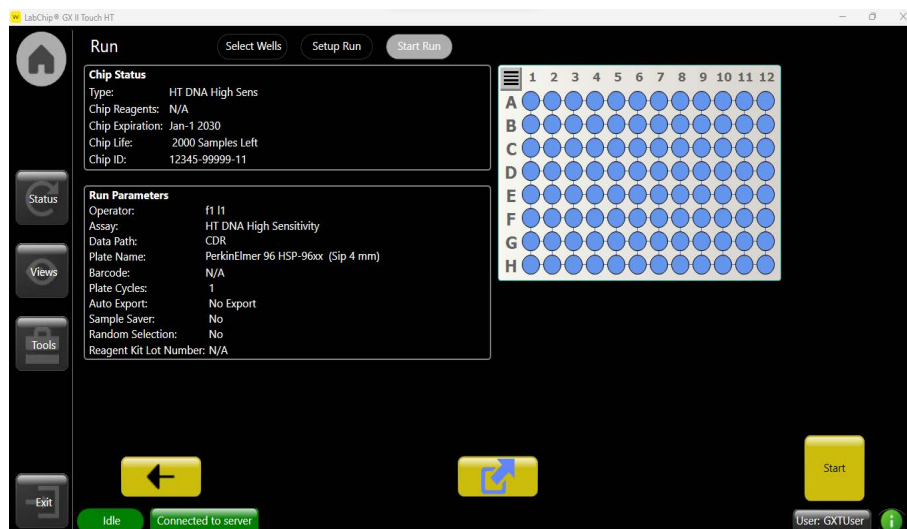 LabChip® GX II Touch HT
Run
Select Wells
Setup Run
Start Run
Chip Status
Type: HT DNA High Sens
Chip Reagents: N/A
Chip Expiration: Jan-1 2030
Chip Life: 2000 Samples Left
Chip ID: 12345-99999-11
1 2 3 4 5 6 7 8 9 10 11 12
A
B
C
D
E
F
G
H
Status
Views
Tools
Exit
Run Parameters
Operator: f1 l1
Assay: HT DNA High Sensitivity
Data Path: CDR
Plate Name: PerkinElmer 96 HSP-96xx (Sip 4 mm)
Barcode: N/A
Plate Cycles: 1
Auto Export: No Export
Sample Saver: No
Random Selection: No
Reagent Kit Lot Number: N/A
Start
Idle
Connected to server
User: GXTUser
i